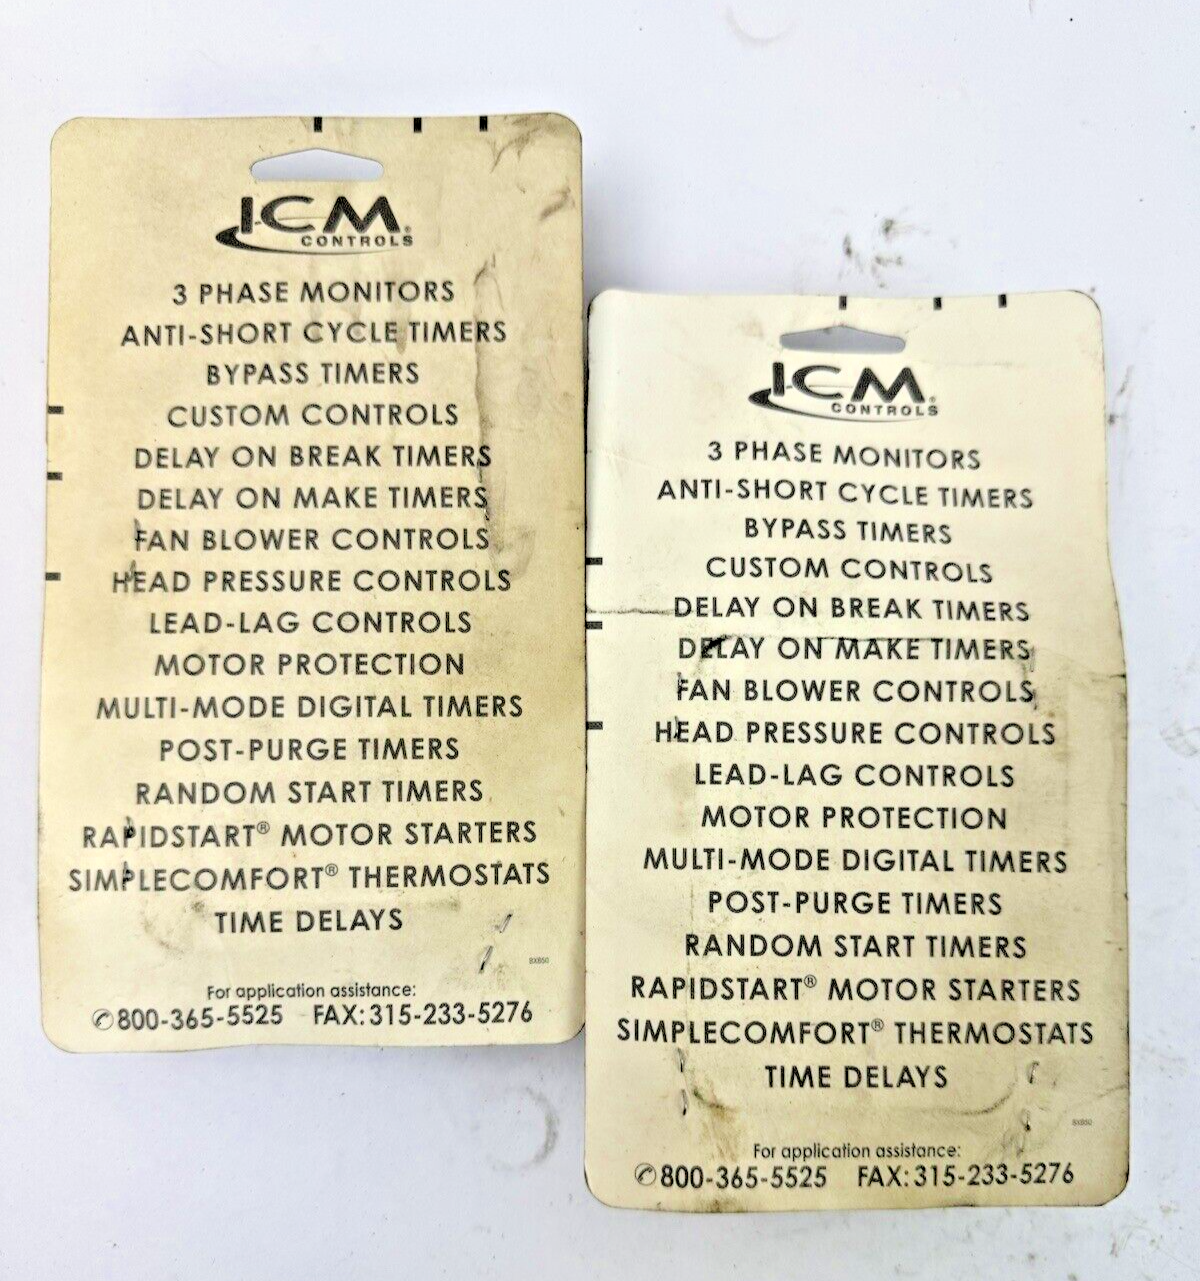 ICM®
CONTROLS
3 PHASE MONITORS
ANTI-SHORT CYCLE TIMERS
BYPASS TIMERS
CUSTOM CONTROLS
DELAY ON BREAK TIMERS
DELAY ON MAKE TIMERS
FAN BLOWER CONTROLS
HEAD PRESSURE CONTROLS
LEAD-LAG CONTROLS
MOTOR PROTECTION
MULTI-MODE DIGITAL TIMERS
POST-PURGE TIMERS
RANDOM START TIMERS
RAPIDSTART® MOTOR STARTERS
SIMPLECOMFORT® THERMOSTATS
TIME DELAYS
BXB50
For application assistance:
✆800-365-5525 FAX:315-233-5276
ICM®
CONTROLS
3 PHASE MONITORS
ANTI-SHORT CYCLE TIMERS
BYPASS TIMERS
CUSTOM CONTROLS
DELAY ON BREAK TIMERS
DELAY ON MAKE TIMERS
FAN BLOWER CONTROLS
HEAD PRESSURE CONTROLS
LEAD-LAG CONTROLS
MOTOR PROTECTION
MULTI-MODE DIGITAL TIMERS
POST-PURGE TIMERS
RANDOM START TIMERS
RAPIDSTART® MOTOR STARTERS
SIMPLECOMFORT® THERMOSTATS
TIME DELAYS
BXB50
For application assistance:
✆800-365-5525 FAX:315-233-5276